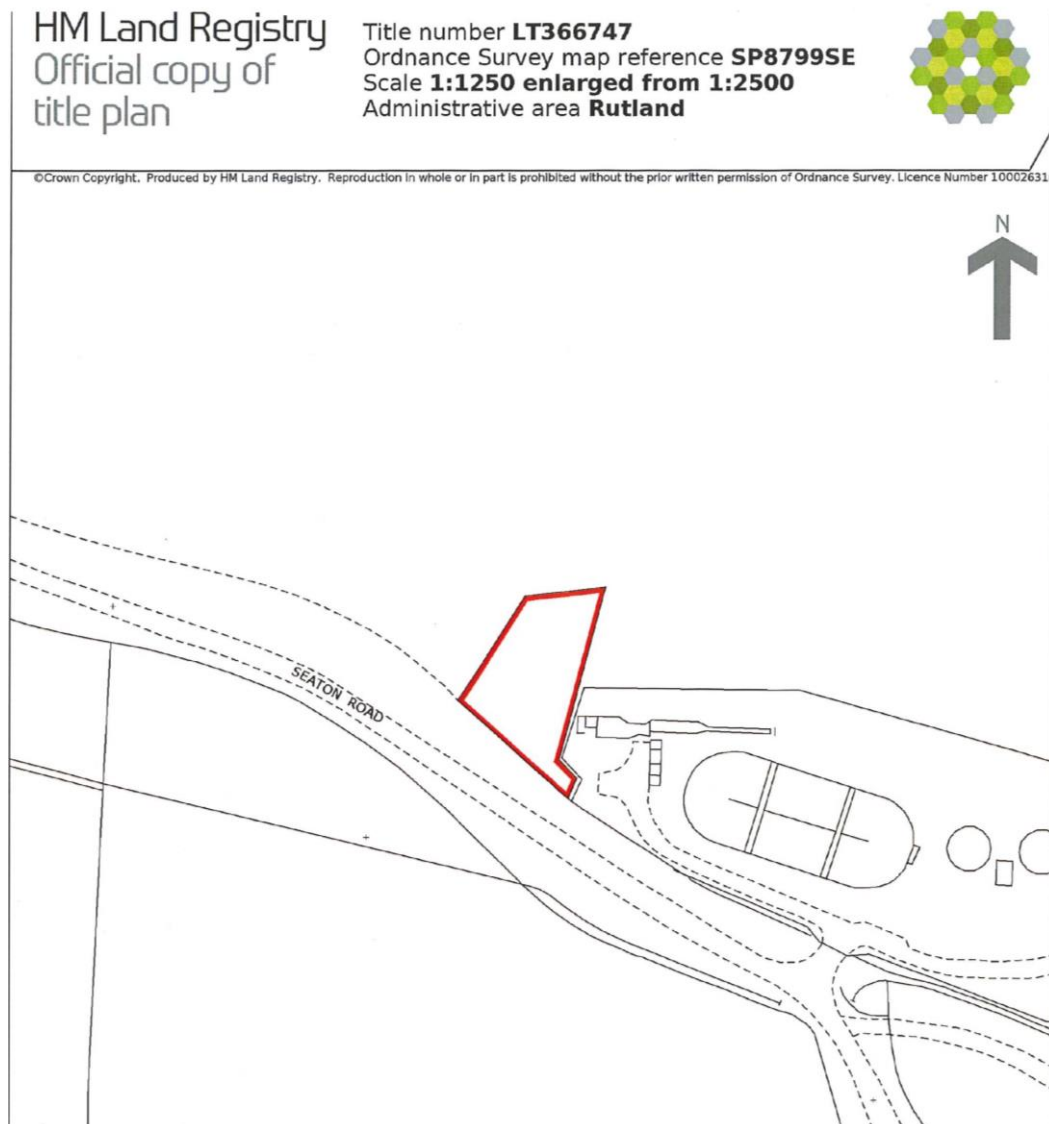 HM Land Registry
Official copy of
title plan
Title number LT366747
Ordnance Survey map reference SP8799SE
Scale 1:1250 enlarged from 1:2500
Administrative area Rutland
©Crown Copyright. Produced by HM Land Registry. Reproduction in whole or in part is prohibited without the prior written permission of Ordnance Survey. Licence Number 10002631
N
SEATON ROAD